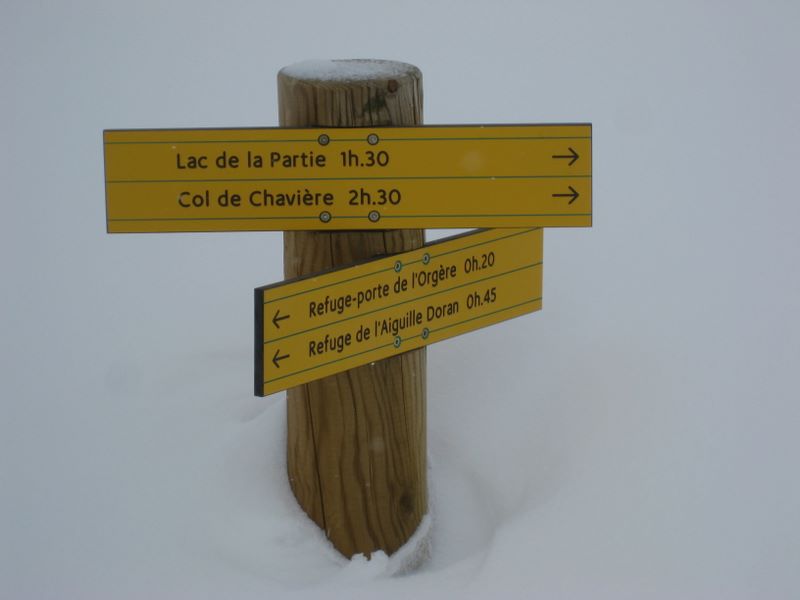 Lac de la Partie 1h.30 →
Col de Chavière 2h.30 →
← Refuge-porte de l'Orgère 0h.20
← Refuge de l'Aiguille Doran 0h.45